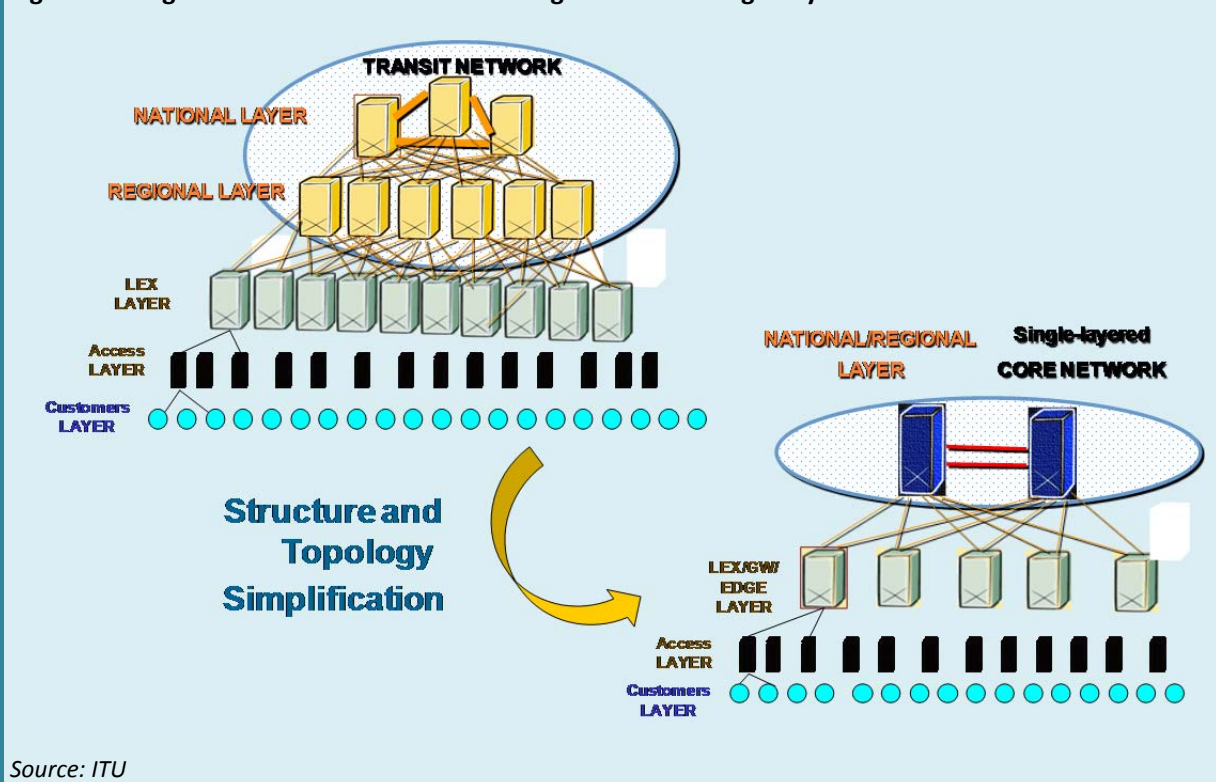 TRANSIT NETWORK
NATIONAL LAYER
REGIONAL LAYER
LEX
LAYER
Access
LAYER
Customers
LAYER
Structure and
Topology
Simplification
NATIONAL/REGIONAL
LAYER
Single-layered
CORE NETWORK
LEX/GW/
EDGE
LAYER
Access
LAYER
Customers
LAYER
Source: ITU